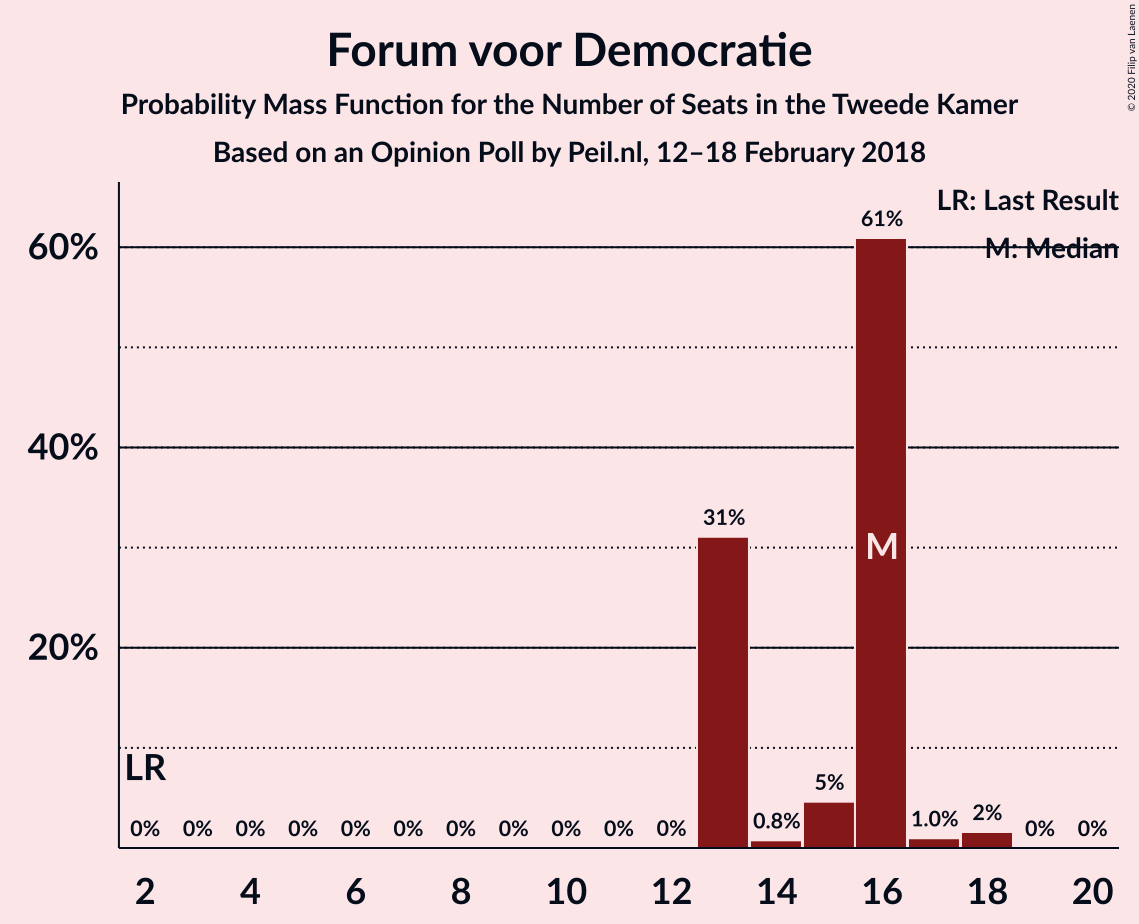 Forum voor Democratie
Probability Mass Function for the Number of Seats in the Tweede Kamer
Based on an Opinion Poll by Peil.nl, 12–18 February 2018
© 2020 Filip van Laenen
LR: Last Result
M: Median
60%
40%
20%
61%
31%
M
LR
0% 0% 0% 0% 0% 0% 0% 0% 0% 0% 0% 0.8% 5% 1.0% 2% 0% 0%
2 4 6 8 10 12 14 16 18 20